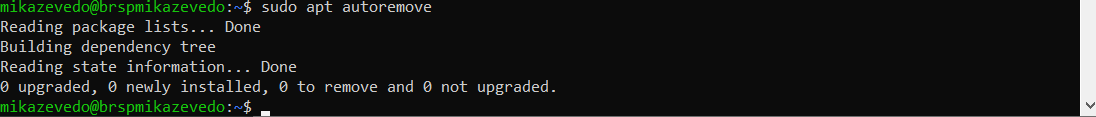 mikazevedo@brspmikazevedo:~$ sudo apt autoremove
Reading package lists... Done
Building dependency tree
Reading state information... Done
0 upgraded, 0 newly installed, 0 to remove and 0 not upgraded.
mikazevedo@brspmikazevedo:~$